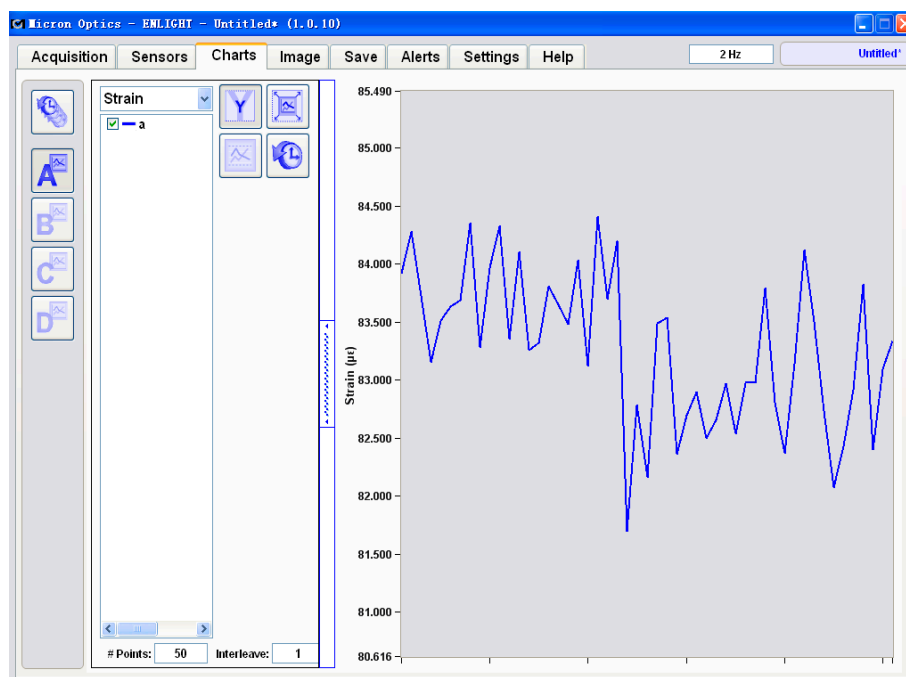 Micron Optics - ENLIGHT - Untitled* (1.0.10)
Acquisition Sensors Charts Image Save Alerts Settings Help 2 Hz Untitled*
Strain
a
Y
A
B
C
D
# Points: 50 Interleave: 1
Strain (με)
85.490
85.000
84.500
84.000
83.500
83.000
82.500
82.000
81.500
81.000
80.616